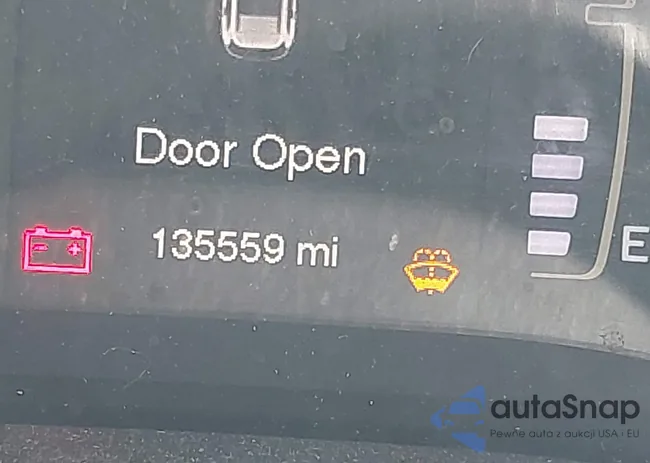 Door Open
135559 mi
E
autaSnap
Pewne auta z aukcji USA i EU